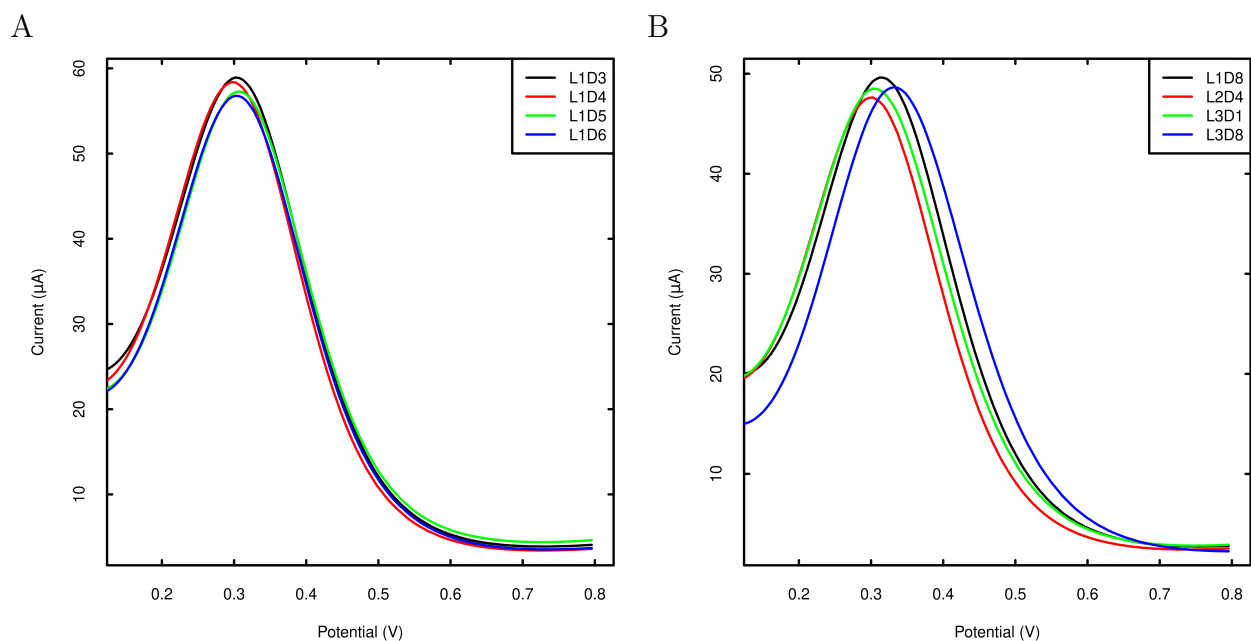 A
Current (µA)
60
50
40
30
20
10
0.2 0.3 0.4 0.5 0.6 0.7 0.8
Potential (V)
L1D3
L1D4
L1D5
L1D6
B
Current (µA)
50
40
30
20
10
0.2 0.3 0.4 0.5 0.6 0.7 0.8
Potential (V)
L1D8
L2D4
L3D1
L3D8